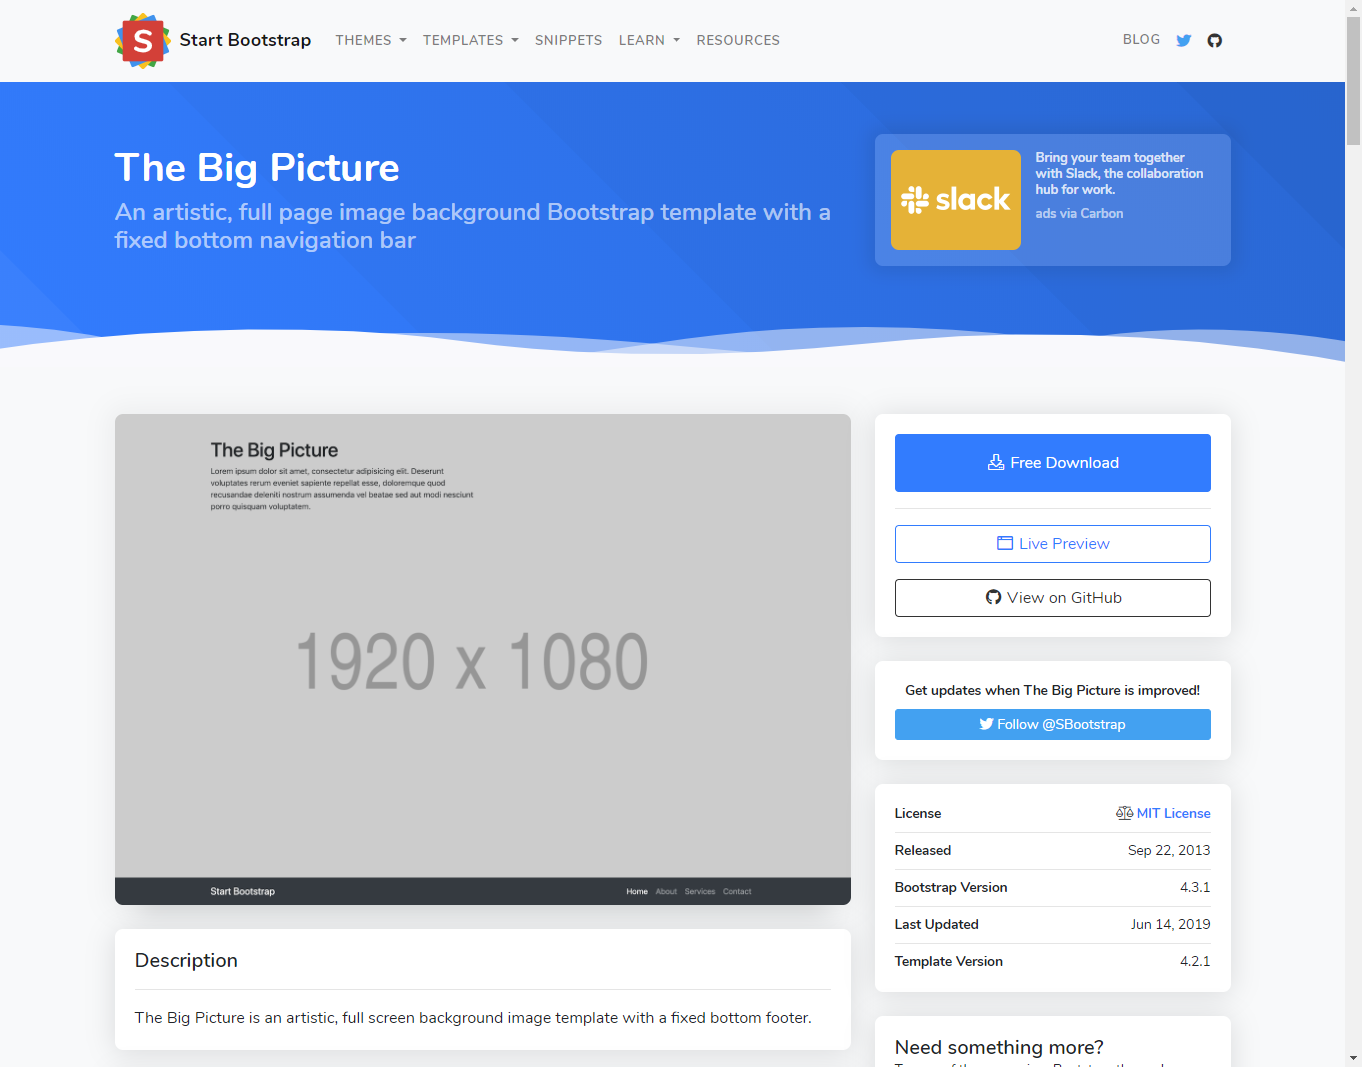 S Start Bootstrap THEMES TEMPLATES SNIPPETS LEARN RESOURCES BLOG
The Big Picture
An artistic, full page image background Bootstrap template with a
fixed bottom navigation bar
slack
Bring your team together
with Slack, the collaboration
hub for work.
ads via Carbon
The Big Picture
Lorem ipsum dolor sit amet, consectetur adipisicing elit. Deserunt
voluptates rerum eveniet sapiente repellat esse, doloremque quod
recusandae deleniti nostrum assumenda vel beatae sed aut modi nesciunt
porro quisquam voluptatem.
1920 x 1080
Start Bootstrap Home About Services Contact
Description
The Big Picture is an artistic, full screen background image template with a fixed bottom footer.
Free Download
Live Preview
View on GitHub
Get updates when The Big Picture is improved!
Follow @SBootstrap
License MIT License
Released Sep 22, 2013
Bootstrap Version 4.3.1
Last Updated Jun 14, 2019
Template Version 4.2.1
Need something more?